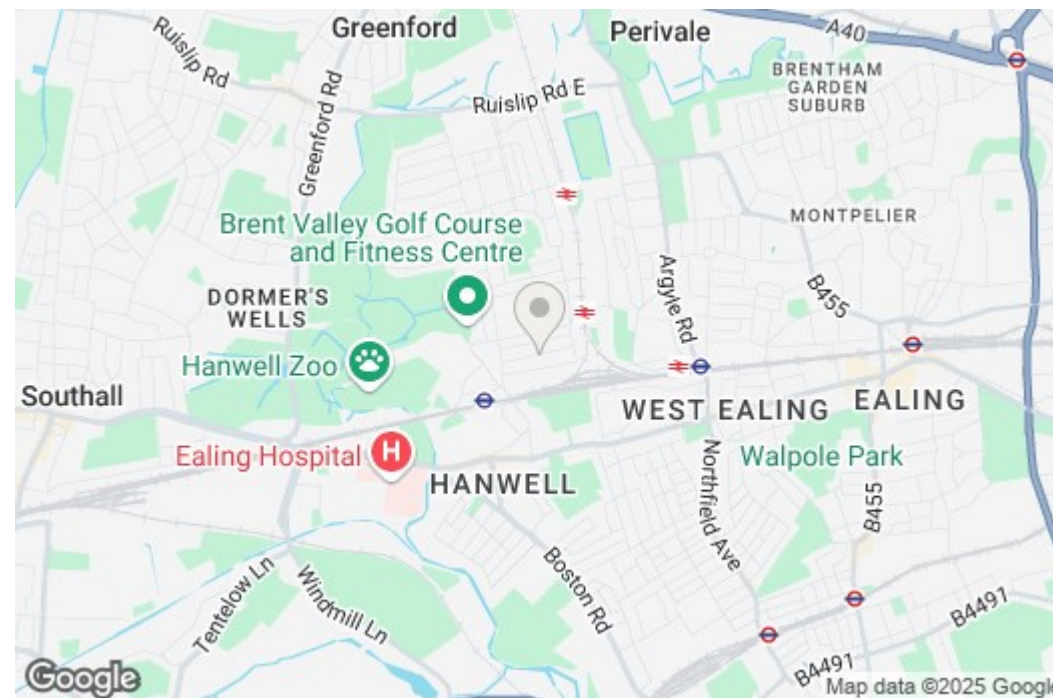 Greenford
Perivale
A40
Ruislip Rd
BRENTHAM
GARDEN
SUBURB
Ruislip Rd E
Greenford Rd
Brent Valley Golf Course
and Fitness Centre
MONTPELIER
Argyle Rd
B455
DORMER'S
WELLS
Hanwell Zoo
Southall
WEST EALING
EALING
Ealing Hospital
H
HANWELL
Walpole Park
Northfield Ave
B455
Boston Rd
Tentelow Ln
Windmill Ln
B4491
B4491
Google
Map data ©2025 Google